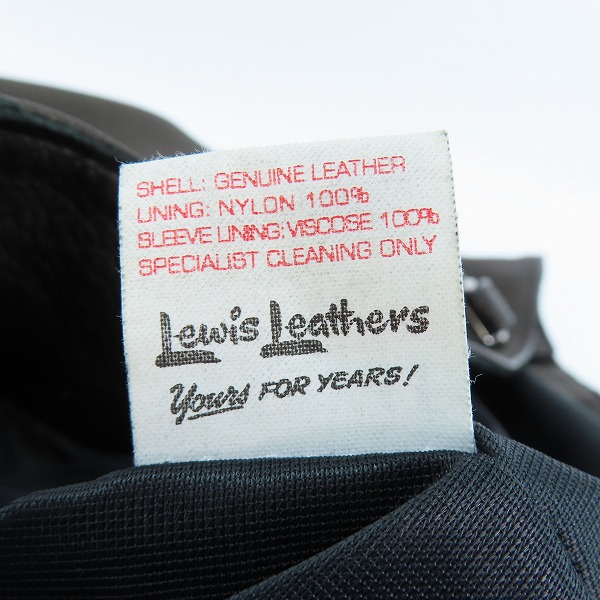 SHELL: GENUINE LEATHER
LINING: NYLON 100%
SLEEVE LINING: VISCOSE 100%
SPECIALIST CLEANING ONLY
Lewis Leathers
Yours FOR YEARS!